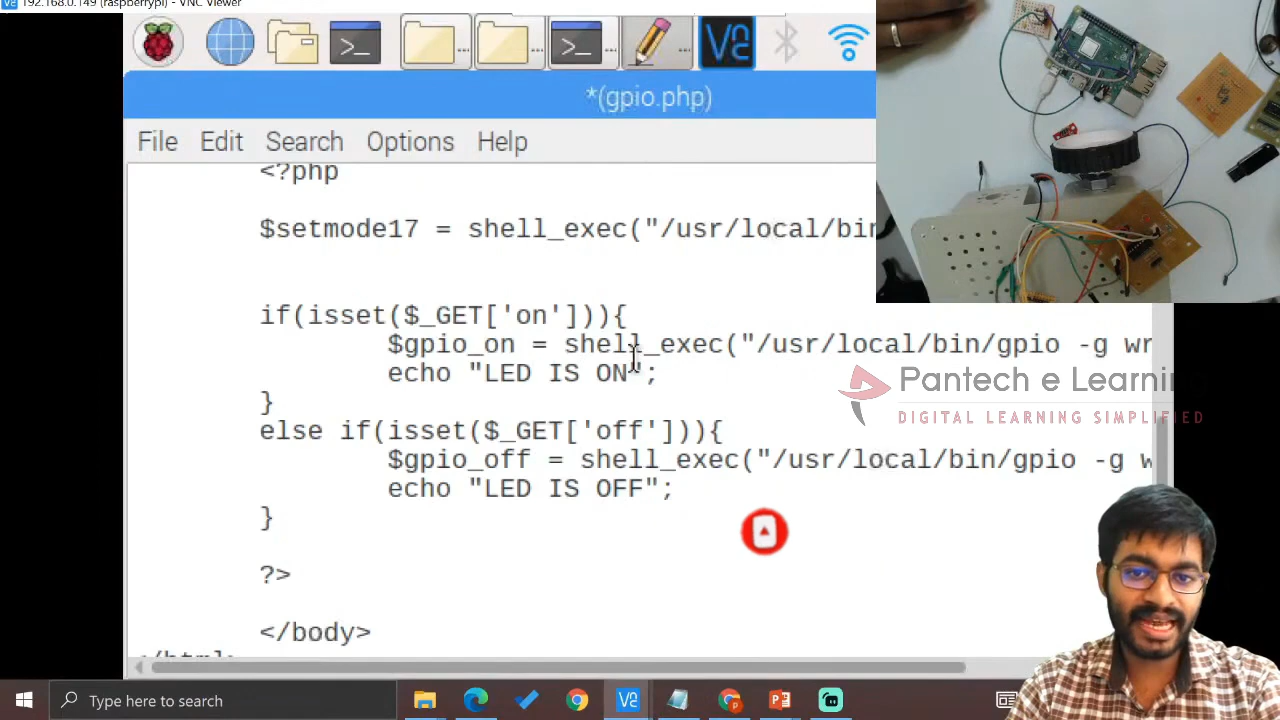 192.168.0.149 (raspberrypi) - VNC Viewer
*(gpio.php)
File Edit Search Options Help
<?php
$setmode17 = shell_exec("/usr/local/bin
if(isset($_GET['on'])){
$gpio_on = shell_exec("/usr/local/bin/gpio -g wr
echo "LED IS ON";
}
else if(isset($_GET['off'])){
$gpio_off = shell_exec("/usr/local/bin/gpio -g w
echo "LED IS OFF";
}
?>
</body>
</html>
Pantech e Learning
DIGITAL LEARNING SIMPLIFIED
Type here to search